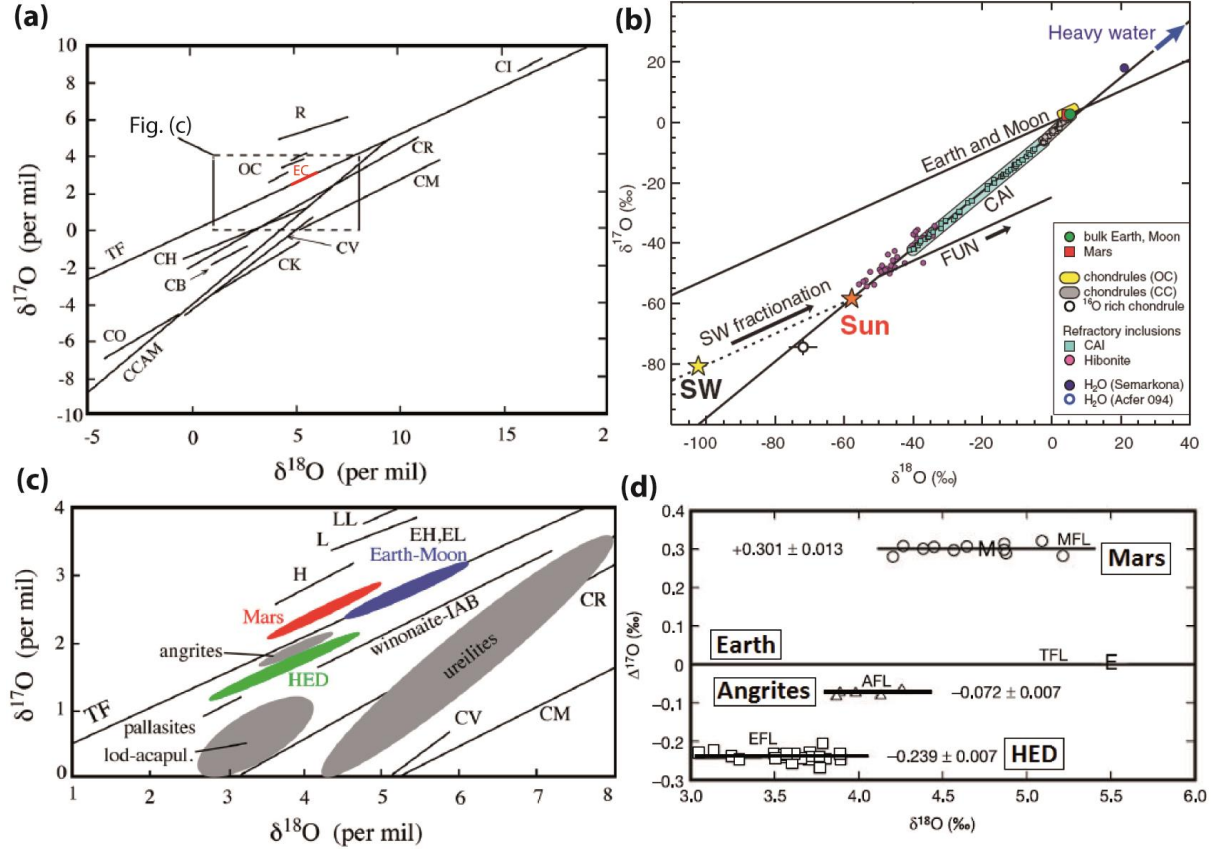 (a)
10
8
6
4
2
0
-2
-4
-6
-8
-10
-5
0
5
10
15
2
δ¹⁷O (per mil)
δ¹⁸O (per mil)
Fig. (c)
R
CI
OC
EC
CR
CM
TF
CH
CB
CK
CV
CO
CCAM
(b)
Heavy water
20
0
-20
-40
-60
-80
-100
-80
-60
-40
-20
0
20
40
δ¹⁷O (‰)
δ¹⁸O (‰)
Earth and Moon
CAI
FUN
SW fractionation
Sun
SW
bulk Earth, Moon
Mars
chondrules (OC)
chondrules (CC)
¹⁶O rich chondrule
Refractory inclusions
CAI
Hibonite
H₂O (Semarkona)
H₂O (Acfer 094)
(c)
4
3
2
1
0
1
2
3
4
5
6
7
8
δ¹⁷O (per mil)
δ¹⁸O (per mil)
LL
L
H
EH,EL
Earth-Moon
Mars
angrites
HED
winonaite-IAB
CR
ureilites
TF
pallasites
lod-acapul.
CV
CM
(d)
0.4
0.3
0.2
0.1
0
−0.1
−0.2
−0.3
3.0
3.5
4.0
4.5
5.0
5.5
6.0
Δ¹⁷O (‰)
δ¹⁸O (‰)
+0.301 ± 0.013
M
MFL
Mars
Earth
TFL
E
Angrites
AFL
−0.072 ± 0.007
EFL
−0.239 ± 0.007
HED